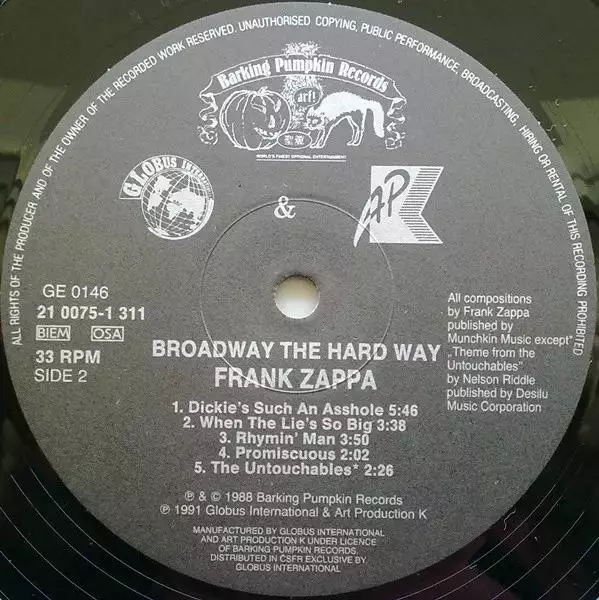 ALL RIGHTS OF THE PRODUCER AND OF THE OWNER OF THE RECORDED WORK RESERVED. UNAUTHORISED COPYING, PUBLIC PERFORMANCE, BROADCASTING, HIRING OR RENTAL OF THIS RECORDING PROHIBITED
Barking Pumpkin Records
arf!
WORLD'S FINEST OPTIONAL ENTERTAINMENT
GLOBUS INTERNATIONAL
&
AP
K
GE 0146
21 0075-1 311
BIEM OSA
33 RPM
SIDE 2
All compositions
by Frank Zappa
published by
Munchkin Music except*
„Theme from the
Untouchables"
by Nelson Riddle
published by Desilu
Music Corporation
BROADWAY THE HARD WAY
FRANK ZAPPA
1. Dickie's Such An Asshole 5:46
2. When The Lie's So Big 3:38
3. Rhymin' Man 3:50
4. Promiscuous 2:02
5. The Untouchables* 2:26
℗ & © 1988 Barking Pumpkin Records
℗ 1991 Globus International & Art Production K
MANUFACTURED BY GLOBUS INTERNATIONAL
AND ART PRODUCTION K UNDER LICENCE
OF BARKING PUMPKIN RECORDS.
DISTRIBUTED IN ČSFR EXCLUSIVE BY
GLOBUS INTERNATIONAL